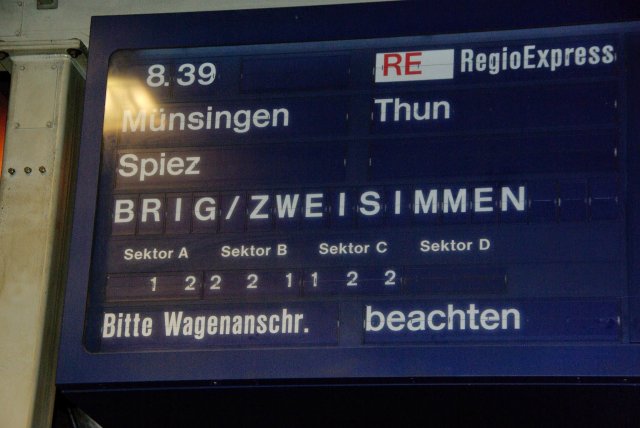 8.39 RE RegioExpress
Münsingen Thun
Spiez
BRIG/ZWEISIMMEN
Sektor A Sektor B Sektor C Sektor D
1 2 2 2 1 1 2 2
Bitte Wagenanschr. beachten